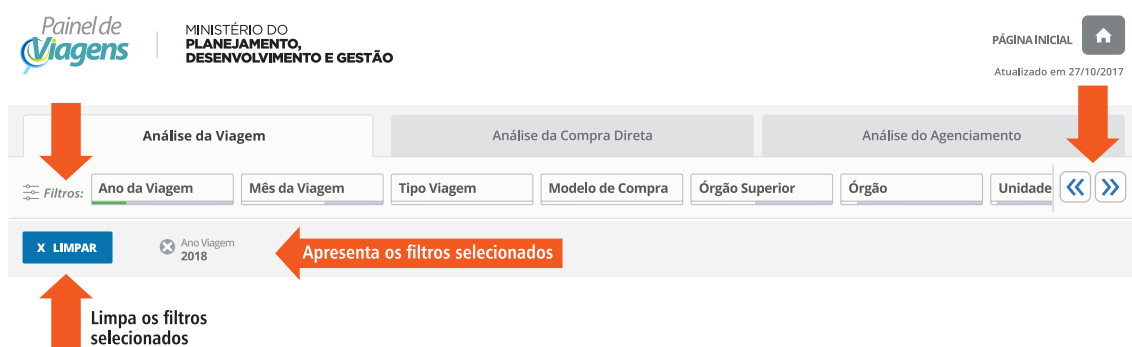 Painel de
Viagens
MINISTÉRIO DO
PLANEJAMENTO,
DESENVOLVIMENTO E GESTÃO
PÁGINA INICIAL
Atualizado em 27/10/2017
Análise da Viagem
Análise da Compra Direta
Análise do Agenciamento
Filtros:
Ano da Viagem
Mês da Viagem
Tipo Viagem
Modelo de Compra
Órgão Superior
Órgão
Unidade
X LIMPAR
Ano Viagem
2018
Apresenta os filtros selecionados
Limpa os filtros
selecionados